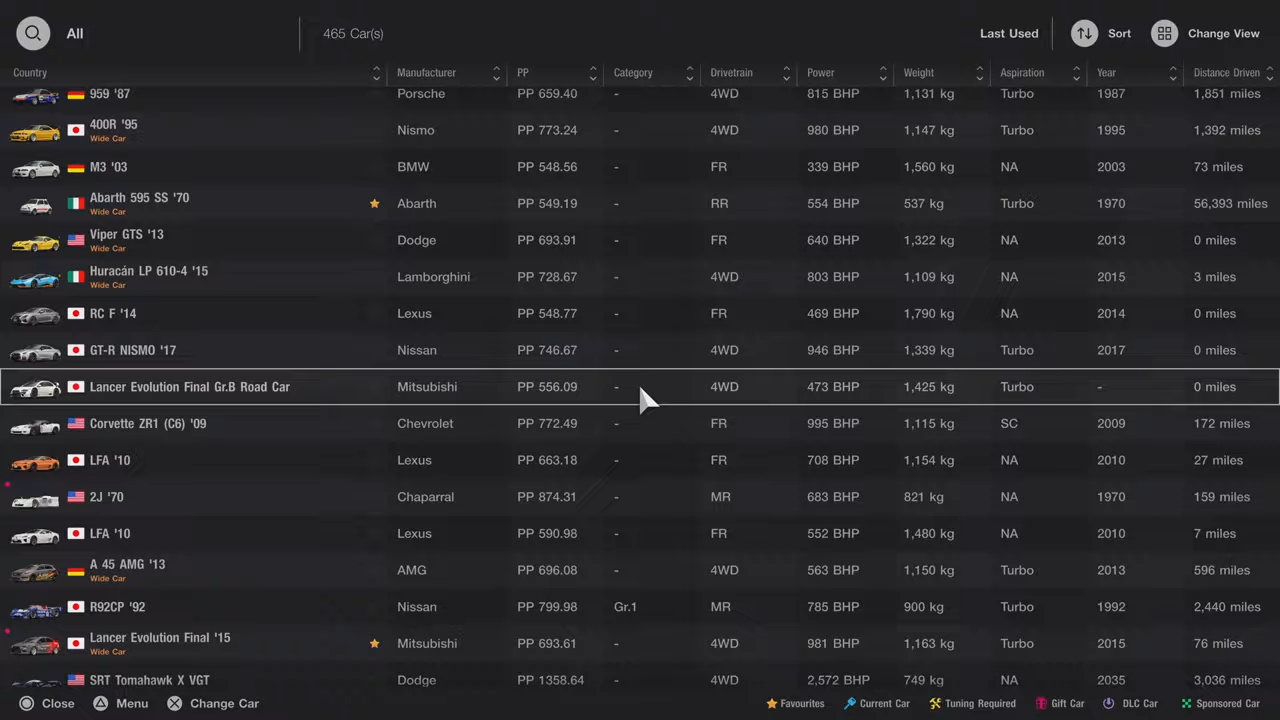 All 465 Car(s) Last Used Sort Change View
Country Manufacturer PP Category Drivetrain Power Weight Aspiration Year Distance Driven
959 '87 Porsche PP 659.40 - 4WD 815 BHP 1,131 kg Turbo 1987 1,851 miles
400R '95 Nismo PP 773.24 - 4WD 980 BHP 1,147 kg Turbo 1995 1,392 miles
Wide Car
M3 '03 BMW PP 548.56 - FR 339 BHP 1,560 kg NA 2003 73 miles
Abarth 595 SS '70 Abarth PP 549.19 - RR 554 BHP 537 kg Turbo 1970 56,393 miles
Wide Car
Viper GTS '13 Dodge PP 693.91 - FR 640 BHP 1,322 kg NA 2013 0 miles
Wide Car
Huracán LP 610-4 '15 Lamborghini PP 728.67 - 4WD 803 BHP 1,109 kg NA 2015 3 miles
Wide Car
RC F '14 Lexus PP 548.77 - FR 469 BHP 1,790 kg NA 2014 0 miles
GT-R NISMO '17 Nissan PP 746.67 - 4WD 946 BHP 1,339 kg Turbo 2017 0 miles
Lancer Evolution Final Gr.B Road Car Mitsubishi PP 556.09 - 4WD 473 BHP 1,425 kg Turbo - 0 miles
Corvette ZR1 (C6) '09 Chevrolet PP 772.49 - FR 995 BHP 1,115 kg SC 2009 172 miles
LFA '10 Lexus PP 663.18 - FR 708 BHP 1,154 kg NA 2010 27 miles
2J '70 Chaparral PP 874.31 - MR 683 BHP 821 kg NA 1970 159 miles
LFA '10 Lexus PP 590.98 - FR 552 BHP 1,480 kg NA 2010 7 miles
A 45 AMG '13 AMG PP 696.08 - 4WD 563 BHP 1,150 kg Turbo 2013 596 miles
Wide Car
R92CP '92 Nissan PP 799.98 Gr.1 MR 785 BHP 900 kg Turbo 1992 2,440 miles
Lancer Evolution Final '15 Mitsubishi PP 693.61 - 4WD 981 BHP 1,163 kg Turbo 2015 76 miles
Wide Car
SRT Tomahawk X VGT Dodge PP 1358.64 - 4WD 2,572 BHP 749 kg NA 2035 3,036 miles
Close Menu Change Car Favourites Current Car Tuning Required Gift Car DLC Car Sponsored Car